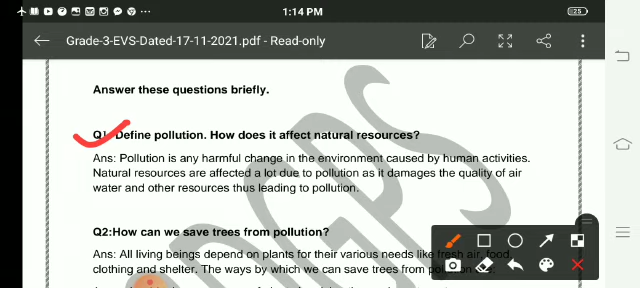 1:14 PM
25
Grade-3-EVS-Dated-17-11-2021.pdf - Read-only
Answer these questions briefly.
Q1: Define pollution. How does it affect natural resources?
Ans: Pollution is any harmful change in the environment caused by human activities.
Natural resources are affected a lot due to pollution as it damages the quality of air
water and other resources thus leading to pollution.
Q2:How can we save trees from pollution?
Ans: All living beings depend on plants for their various needs like fresh air, food,
clothing and shelter. The ways by which we can save trees from pollution are:
DGPS